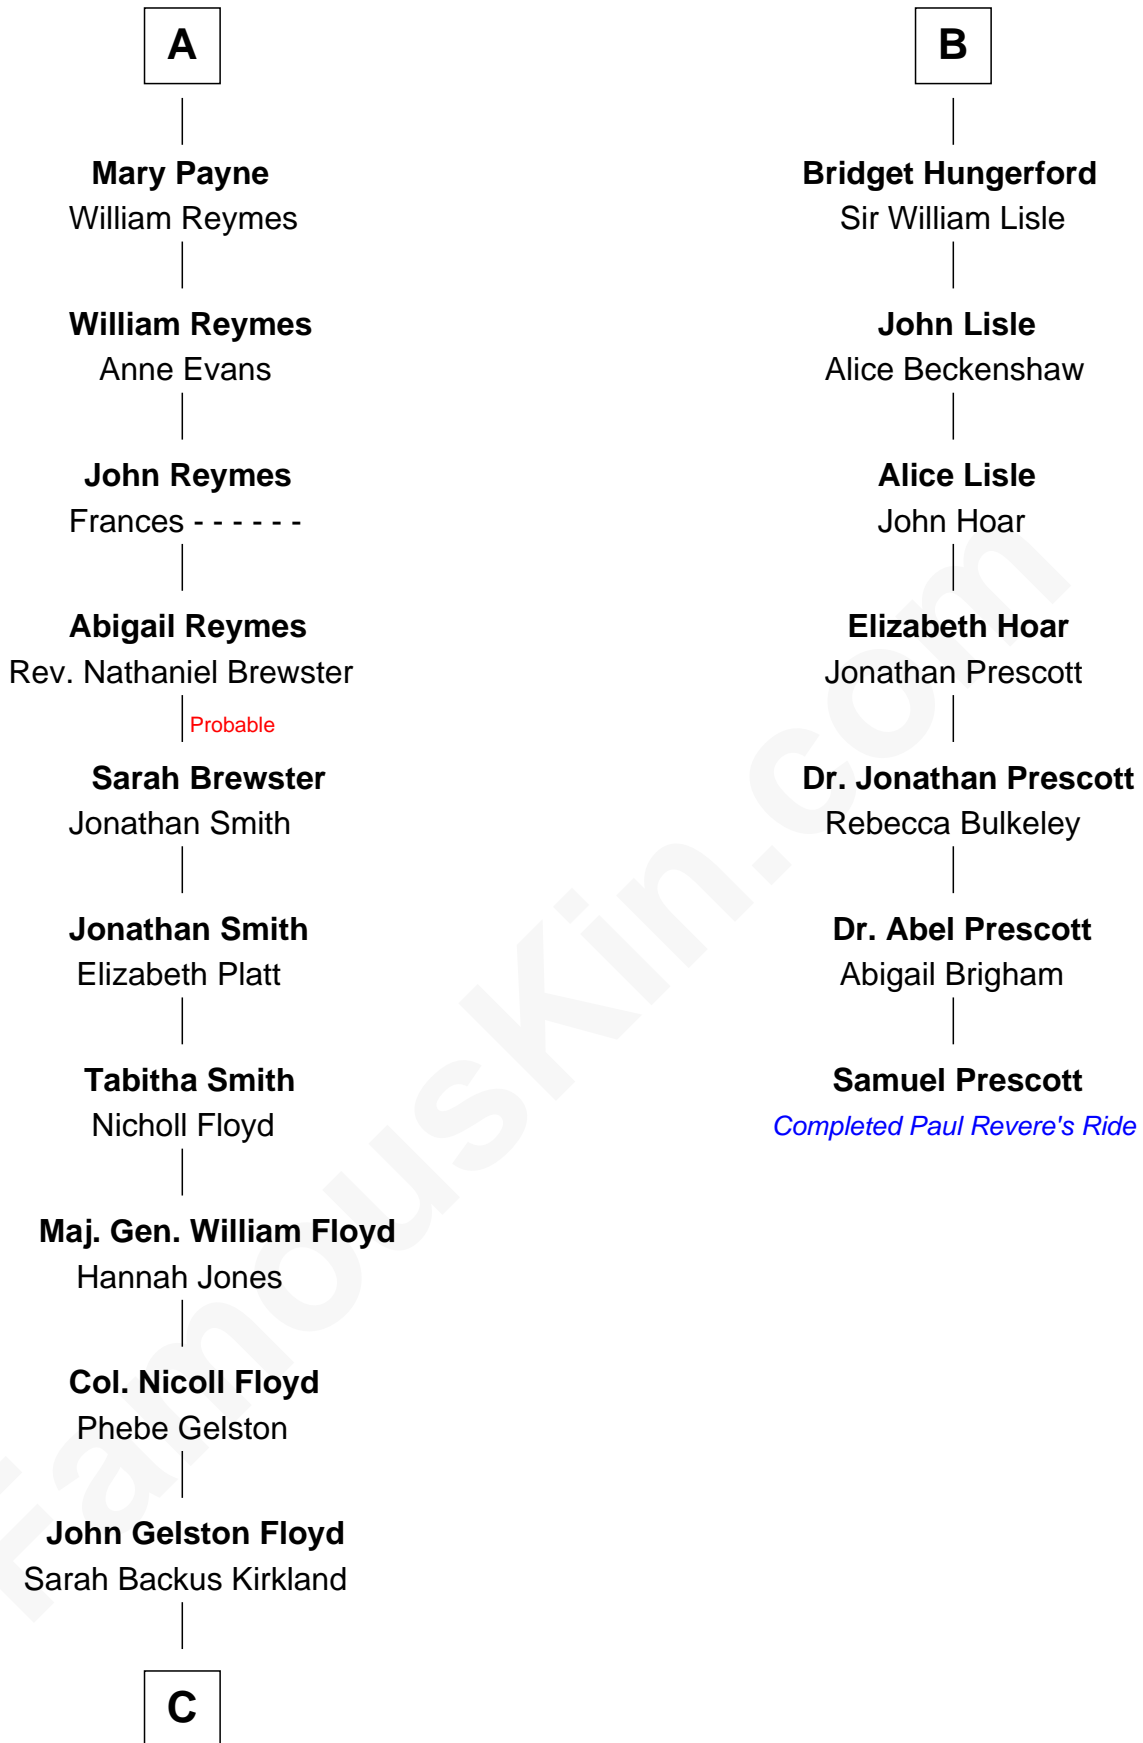 A
Mary Payne
William Reymes
William Reymes
Anne Evans
John Reymes
Frances - - - - - -
Abigail Reymes
Rev. Nathaniel Brewster
Probable
Sarah Brewster
Jonathan Smith
Jonathan Smith
Elizabeth Platt
Tabitha Smith
Nicholl Floyd
Maj. Gen. William Floyd
Hannah Jones
Col. Nicoll Floyd
Phebe Gelston
John Gelston Floyd
Sarah Backus Kirkland
C
B
Bridget Hungerford
Sir William Lisle
John Lisle
Alice Beckenshaw
Alice Lisle
John Hoar
Elizabeth Hoar
Jonathan Prescott
Dr. Jonathan Prescott
Rebecca Bulkeley
Dr. Abel Prescott
Abigail Brigham
Samuel Prescott
Completed Paul Revere's Ride
FamousKin.com